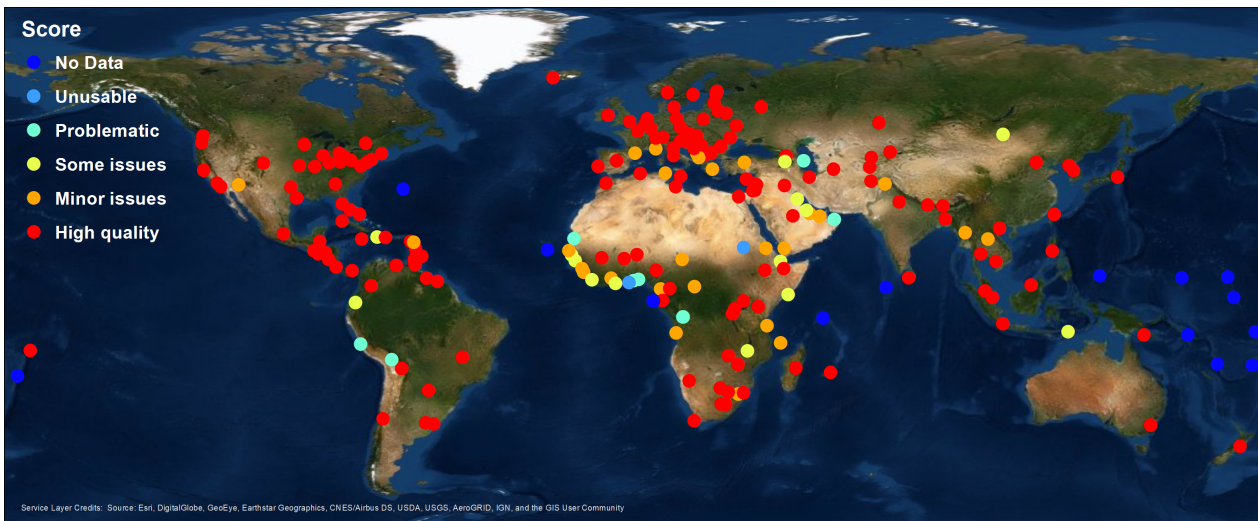 Score
No Data
Unusable
Problematic
Some issues
Minor issues
High quality
Service Layer Credits: Source: Esri, DigitalGlobe, GeoEye, Earthstar Geographics, CNES/Airbus DS, USDA, USGS, AeroGRID, IGN, and the GIS User Community